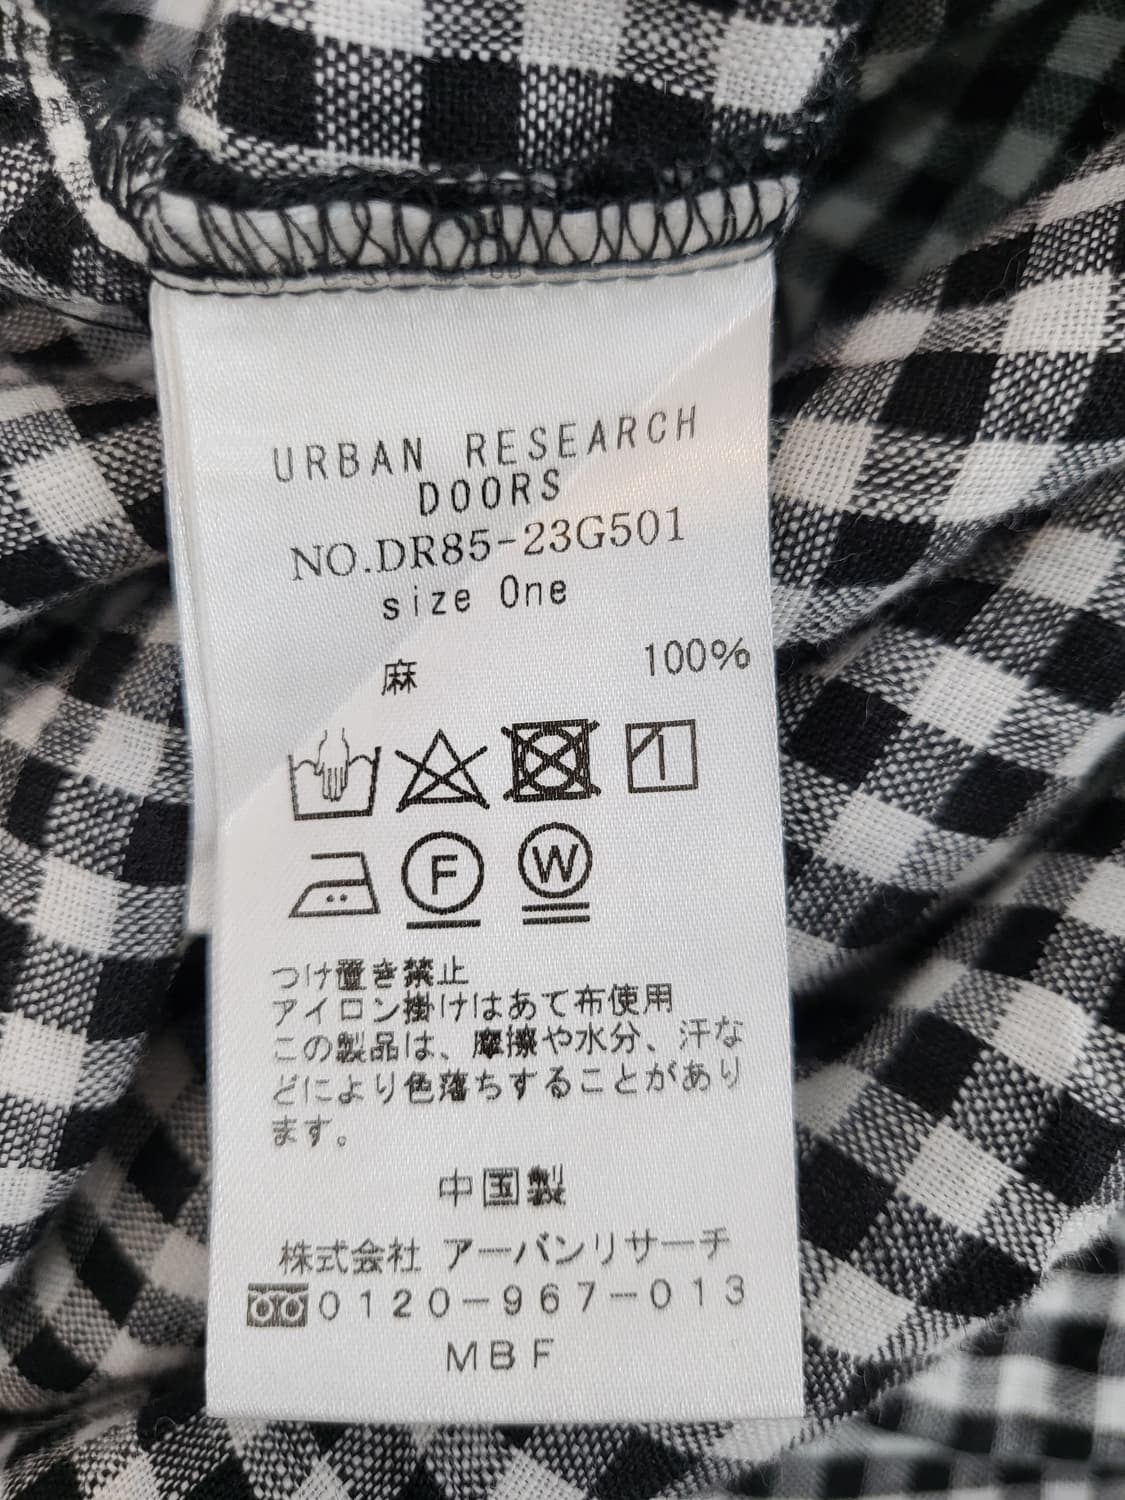 URBAN RESEARCH
DOORS
NO.DR85-23G501
size One
麻 100%
F W
つけ置き禁止
アイロン掛けはあて布使用
この製品は、摩擦や水分、汗な
どにより色落ちすることがあり
ます。
中国製
株式会社 アーバンリサーチ
0120-967-013
MBF